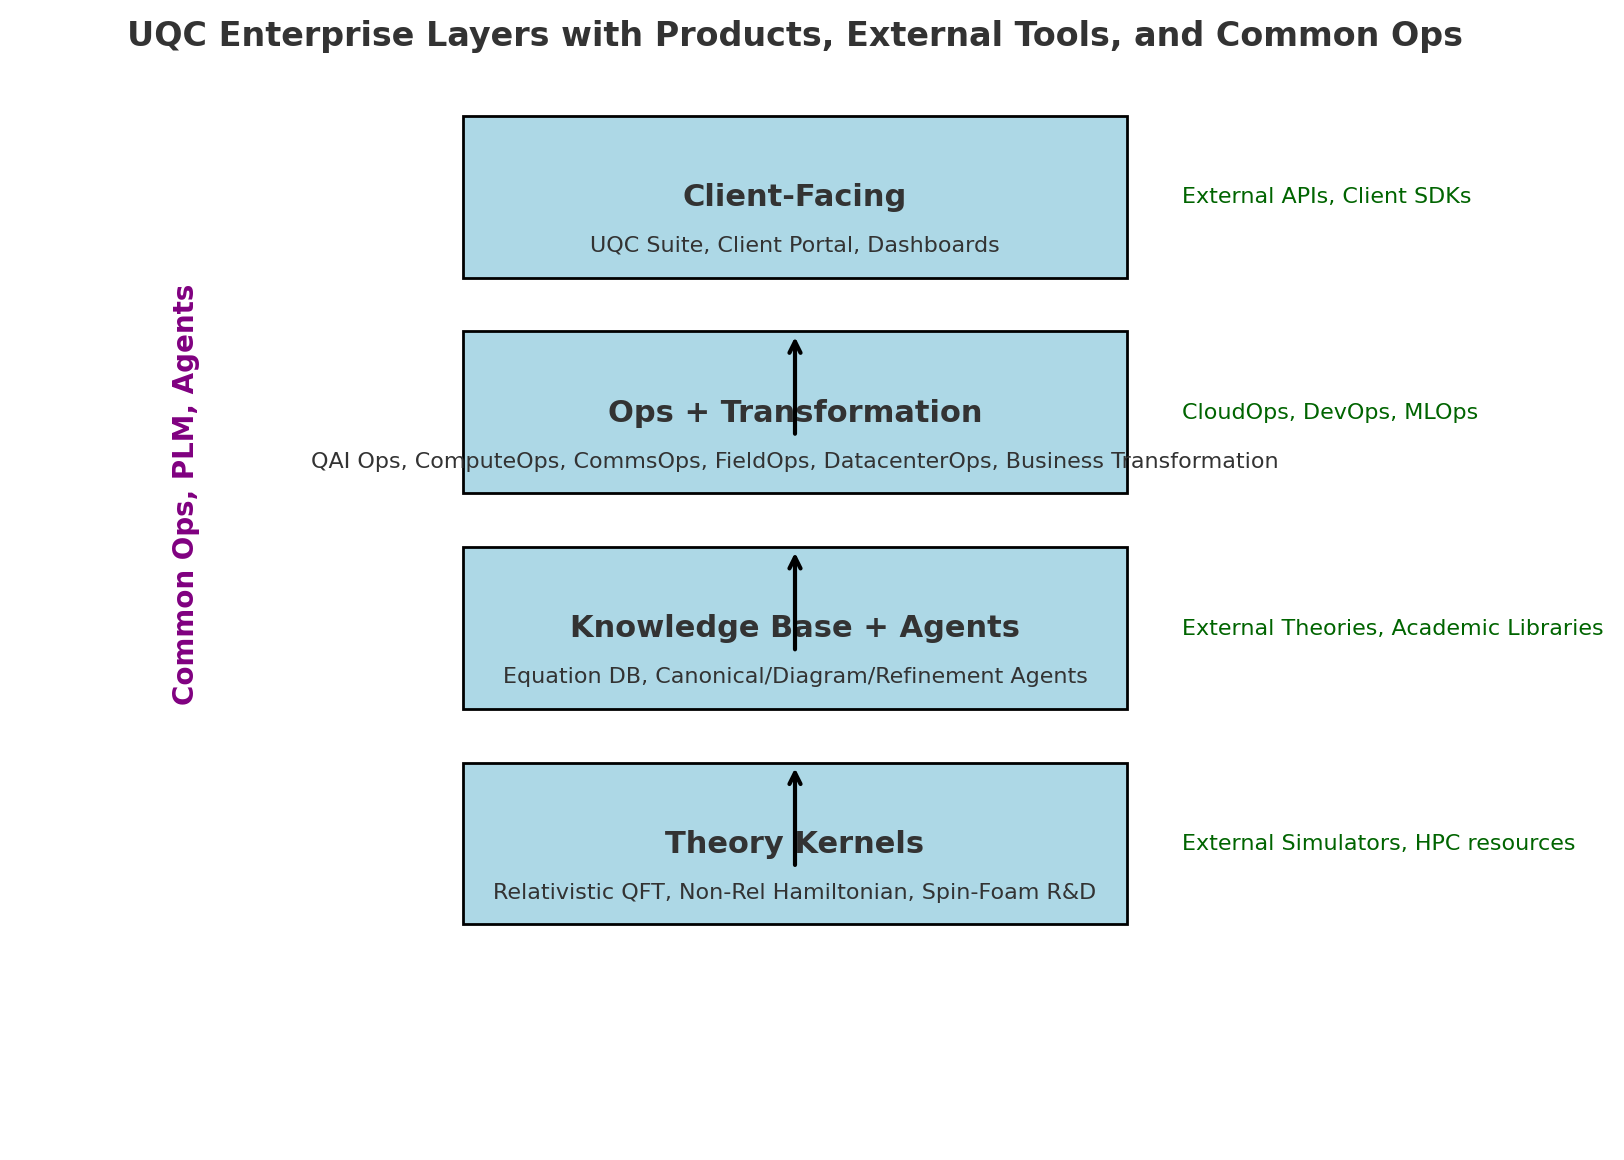 UQC Enterprise Layers with Products, External Tools, and Common Ops
Client-Facing
UQC Suite, Client Portal, Dashboards
External APIs, Client SDKs
Common Ops, PLM, Agents
Ops + Transformation
QAI Ops, ComputeOps, CommsOps, FieldOps, DatacenterOps, Business Transformation
CloudOps, DevOps, MLOps
Knowledge Base + Agents
Equation DB, Canonical/Diagram/Refinement Agents
External Theories, Academic Libraries
Theory Kernels
Relativistic QFT, Non-Rel Hamiltonian, Spin-Foam R&D
External Simulators, HPC resources